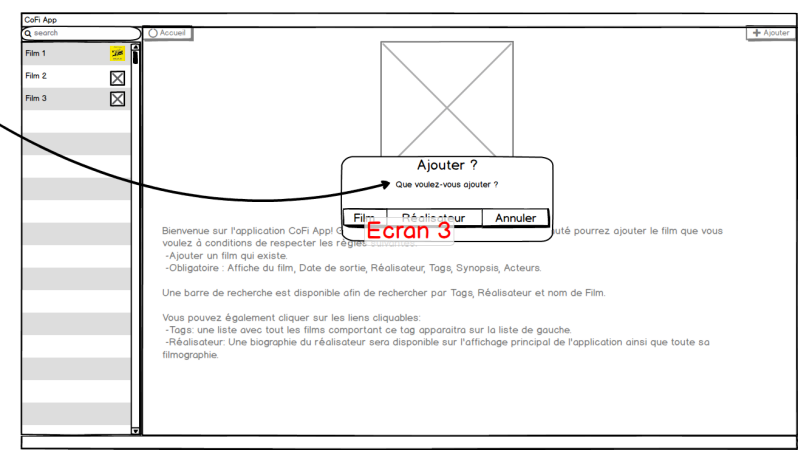 CoFi App
search
Accueil
Ajouter
Film 1
Film 2
Film 3
Ajouter ?
Que voulez-vous ajouter ?
Film Réalisateur Annuler
Ecran 3
Bienvenue sur l'application CoFi App! G uté pourrez ajouter le film que vous
voulez à conditions de respecter les règles suivantes:
-Ajouter un film qui existe.
-Obligatoire : Affiche du film, Date de sortie, Réalisateur, Tags, Synopsis, Acteurs.
Une barre de recherche est disponible afin de rechercher par Tags, Réalisateur et nom de Film.
Vous pouvez également cliquer sur les liens cliquables:
-Tags: une liste avec tout les films comportant ce tag apparaitra sur la liste de gauche.
-Réalisateur: Une biographie du réalisateur sera disponible sur l'affichage principal de l'application ainsi que toute sa
filmographie.